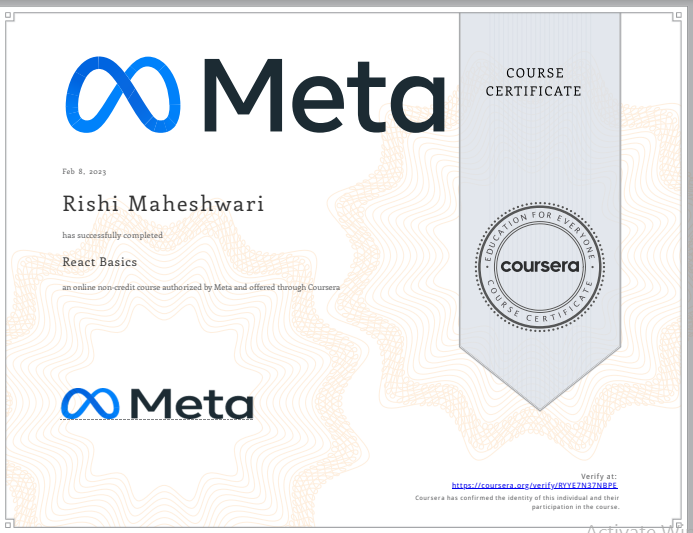 Meta
COURSE
CERTIFICATE
Feb 8, 2023
Rishi Maheshwari
has successfully completed
React Basics
an online non-credit course authorized by Meta and offered through Coursera
EDUCATION FOR EVERYONE
coursera
COURSE CERTIFICATE
Meta
Verify at:
https://coursera.org/verify/RYYE7N37NBPE
Coursera has confirmed the identity of this individual and their
participation in the course.
Activate Wi